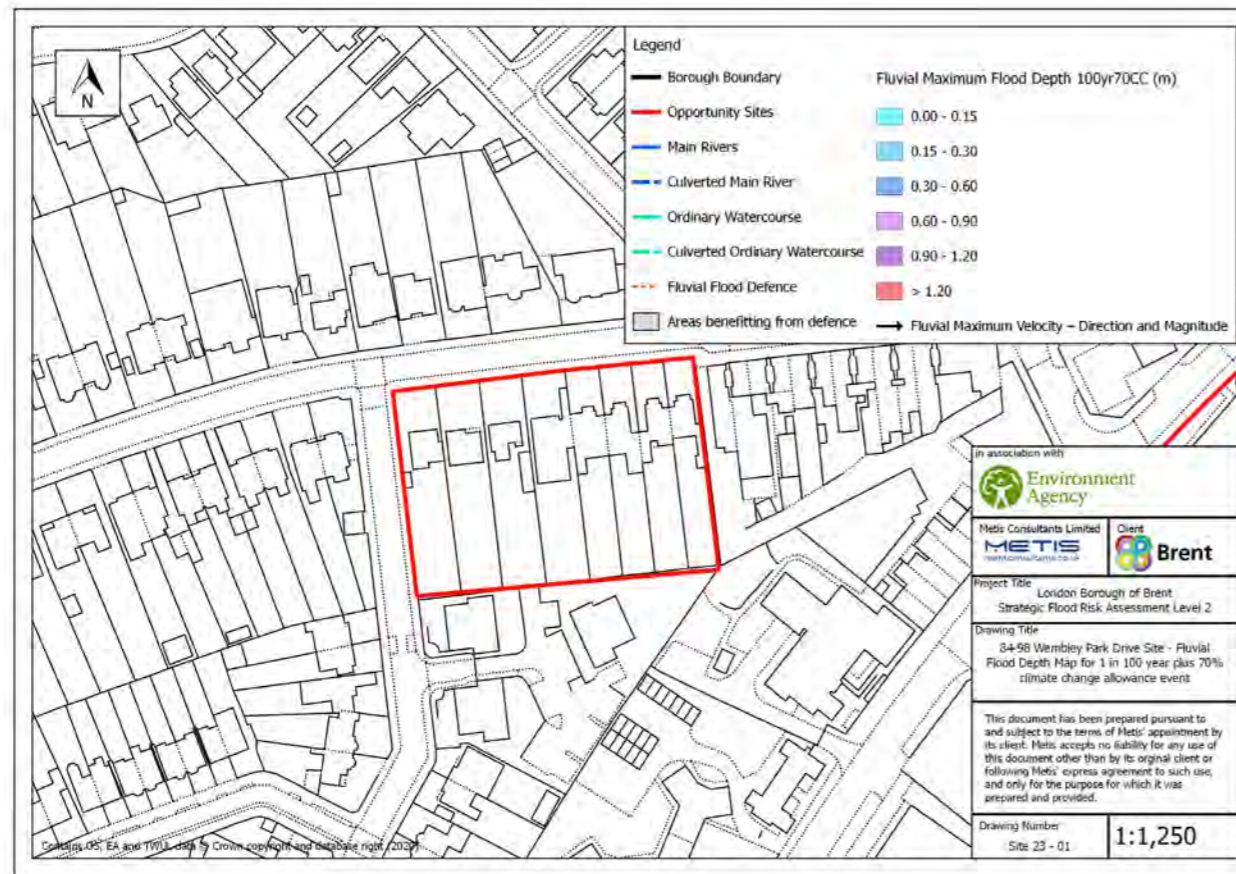 N
Legend
Borough Boundary
Opportunity Sites
Main Rivers
Culverted Main River
Ordinary Watercourse
Culverted Ordinary Watercourse
Fluvial Flood Defence
Areas benefitting from defence
Fluvial Maximum Flood Depth 100yr70CC (m)
0.00 - 0.15
0.15 - 0.30
0.30 - 0.60
0.60 - 0.90
0.90 - 1.20
> 1.20
Fluvial Maximum Velocity – Direction and Magnitude
in association with
Environment
Agency
Metis Consultants Limited
METIS
Client
Brent
Project Title
London Borough of Brent
Strategic Flood Risk Assessment Level 2
Drawing Title
84-98 Wembley Park Drive Site - Fluvial
Flood Depth Map for 1 in 100 year plus 70%
climate change allowance event
This document has been prepared pursuant to
and subject to the terms of Metis' appointment by
its client. Metis accepts no liability for any use of
this document other than by its orginal client or
following Metis' express agreement to such use,
and only for the purpose for which it was
prepared and provided.
Drawing Number
Site 23 - 01
1:1,250
Contains OS, EA and TWUL data © Crown copyright and database right